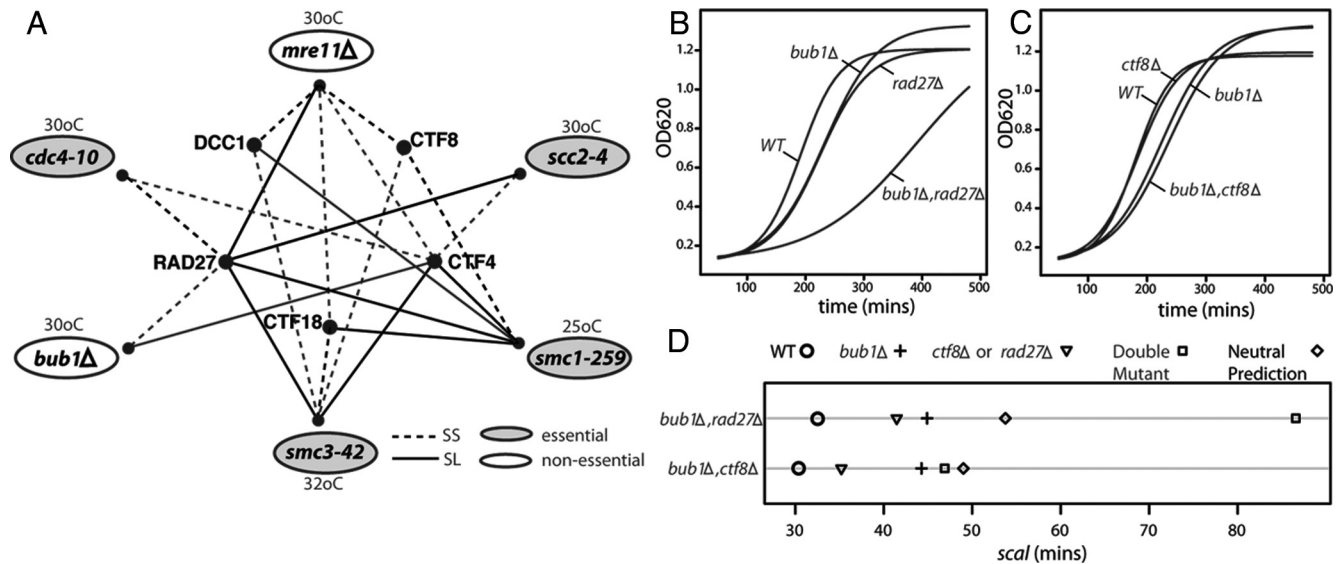 A
30oC
mre11Δ
30oC
cdc4-10
30oC
scc2-4
DCC1
CTF8
RAD27
CTF4
CTF18
30oC
bub1Δ
25oC
smc1-259
smc3-42
32oC
SS
SL
essential
non-essential
B
OD620
1.2
1.0
0.8
0.6
0.4
0.2
bub1Δ
rad27Δ
WT
bub1Δ,rad27Δ
100 200 300 400 500
time (mins)
C
OD620
1.2
1.0
0.8
0.6
0.4
0.2
ctf8Δ
WT
bub1Δ
bub1Δ,ctf8Δ
100 200 300 400 500
time (mins)
D
WT bub1Δ ctf8Δ or rad27Δ Double Neutral
Mutant Prediction
bub1Δ,rad27Δ
bub1Δ,ctf8Δ
30 40 50 60 70 80
scal (mins)